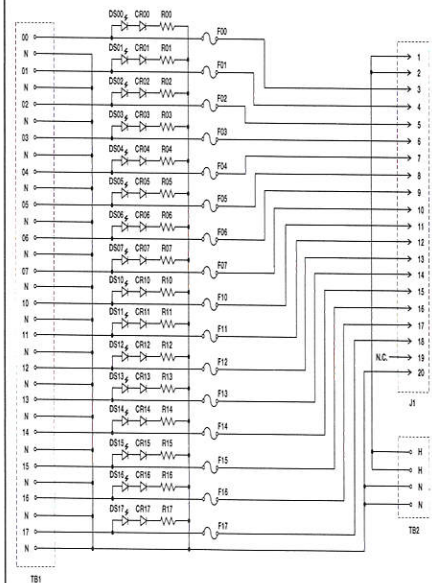 DS00 CR00 R00
00 F00
N
DS01 CR01 R01
01 F01
N
DS02 CR02 R02
02 F02
N
DS03 CR03 R03
03 F03
N
DS04 CR04 R04
04 F04
N
DS05 CR05 R05
05 F05
N
DS06 CR06 R06
06 F06
N
DS07 CR07 R07
07 F07
N
DS10 CR10 R10
10 F10
N
DS11 CR11 R11
11 F11
N
DS12 CR12 R12
12 F12
N
DS13 CR13 R13
13 F13
N
DS14 CR14 R14
14 F14
N
DS15 CR15 R15
15 F15
N
DS16 CR16 R16
16 F16
N
DS17 CR17 R17
17 F17
N
TB1
1
2
3
4
5
6
7
8
9
10
11
12
13
14
15
16
17
18
N.C. 19
20
J1
H
H
N
N
TB2